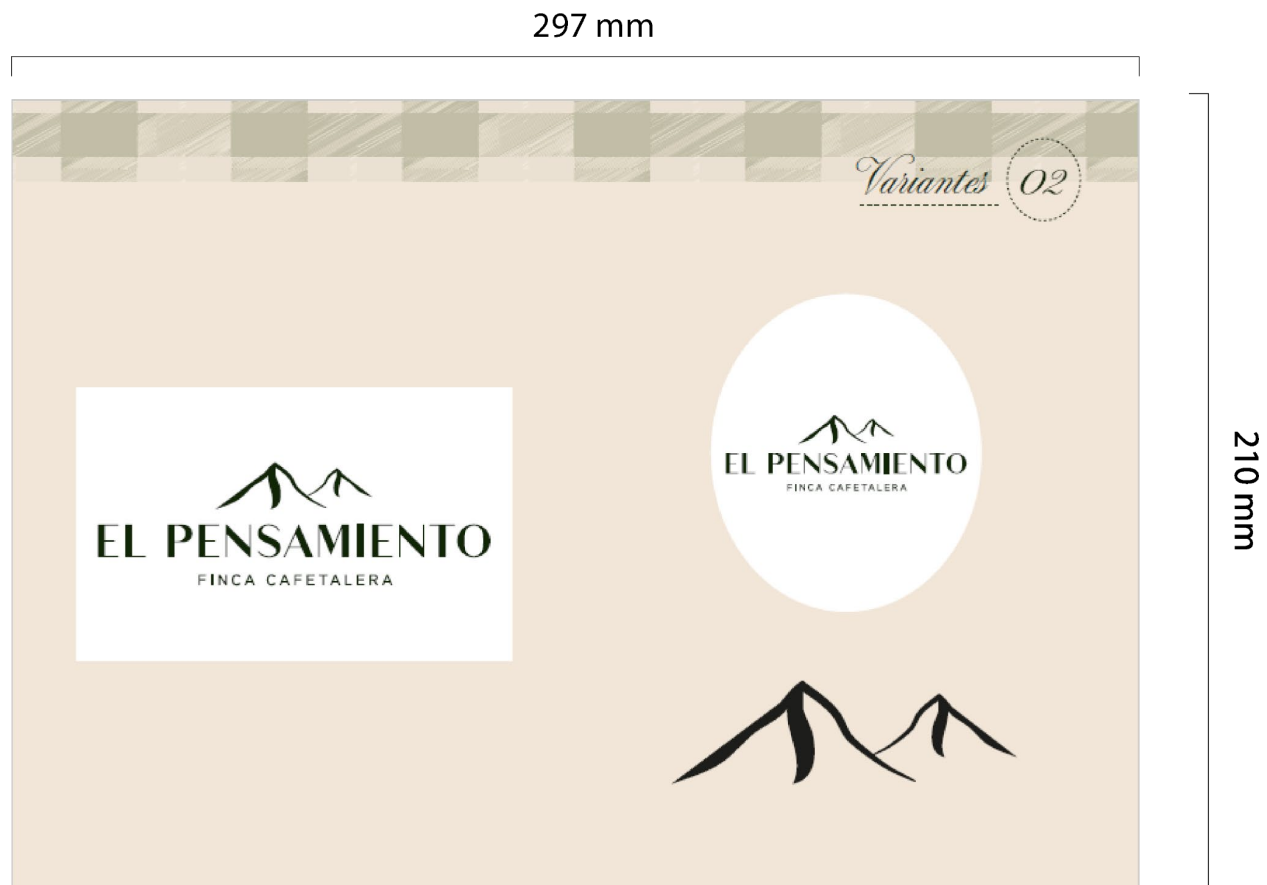 297 mm
Variantes 02
EL PENSAMIENTO
FINCA CAFETALERA
EL PENSAMIENTO
FINCA CAFETALERA
210 mm